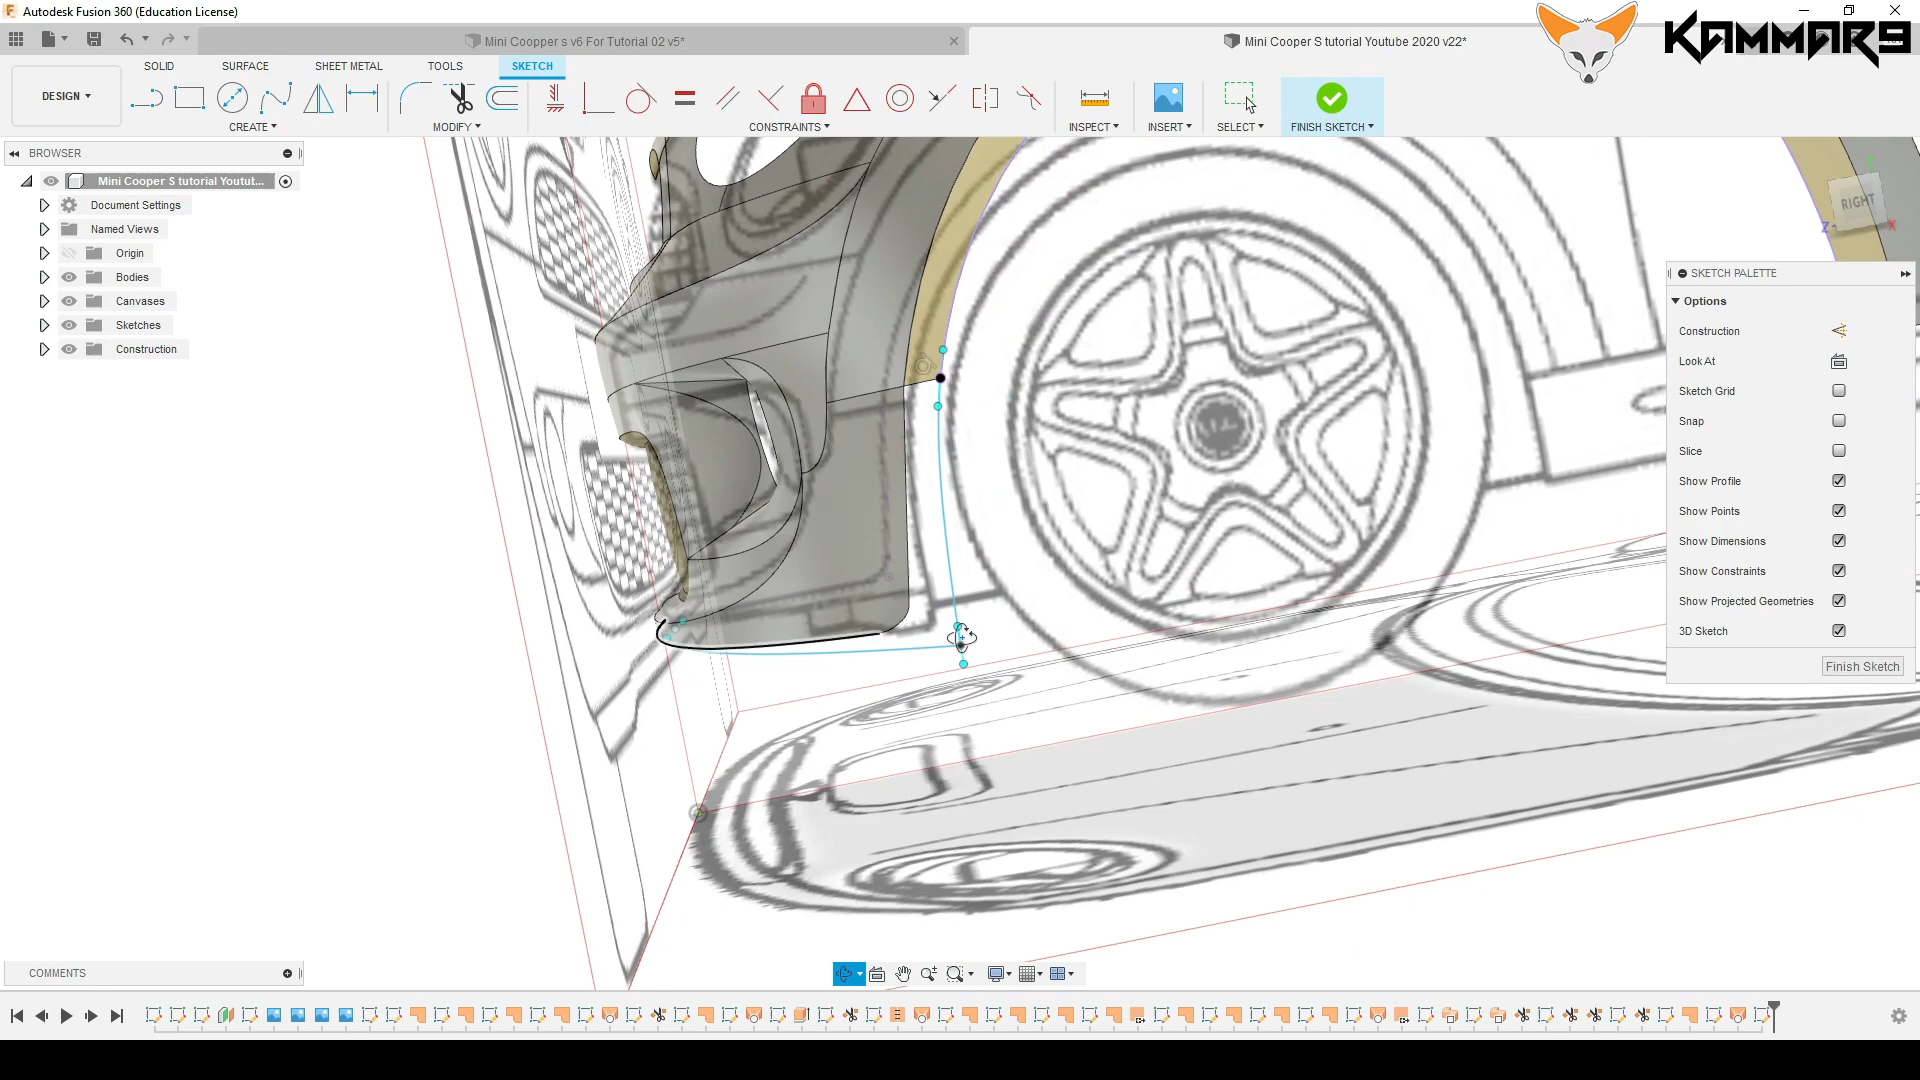 Autodesk Fusion 360 (Education License)
KAMMAR9
Mini Coopper s v6 For Tutorial 02 v5*
Mini Cooper S tutorial Youtube 2020 v22*
SOLID
SURFACE
SHEET METAL
TOOLS
SKETCH
DESIGN
CREATE
MODIFY
CONSTRAINTS
INSPECT
INSERT
SELECT
FINISH SKETCH
BROWSER
Mini Cooper S tutorial Youtut...
Document Settings
Named Views
Origin
Bodies
Canvases
Sketches
Construction
RIGHT
Z
X
SKETCH PALETTE
Options
Construction
Look At
Sketch Grid
Snap
Slice
Show Profile
Show Points
Show Dimensions
Show Constraints
Show Projected Geometries
3D Sketch
Finish Sketch
COMMENTS